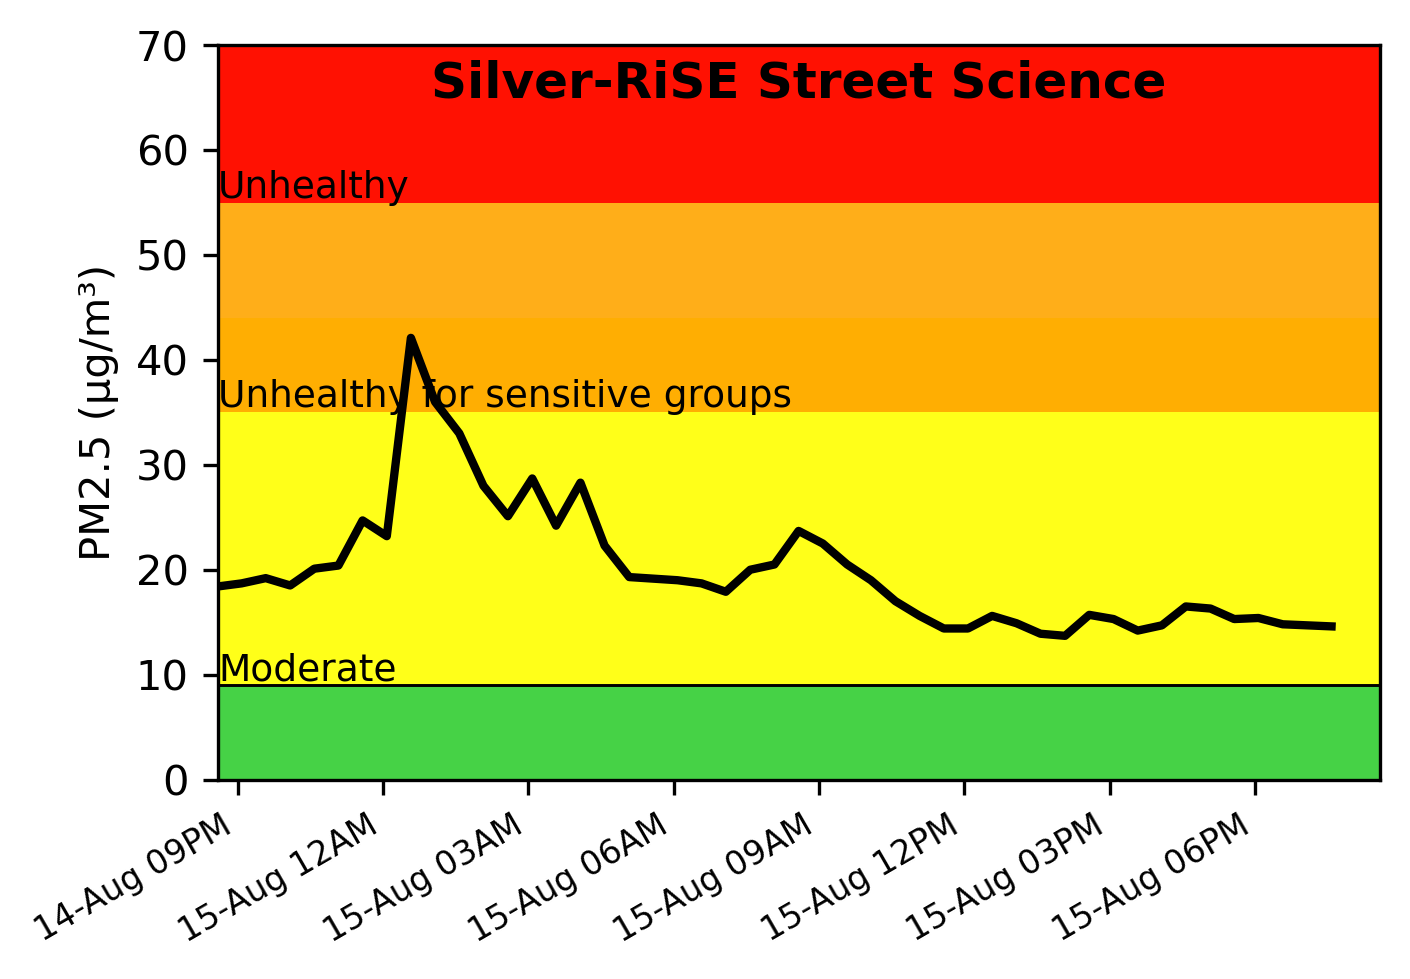 Silver-RiSE Street Science
70
60
Unhealthy
50
40
Unhealthy for sensitive groups
30
20
10
Moderate
0
PM2.5 (µg/m³)
14-Aug 09PM
15-Aug 12AM
15-Aug 03AM
15-Aug 06AM
15-Aug 09AM
15-Aug 12PM
15-Aug 03PM
15-Aug 06PM